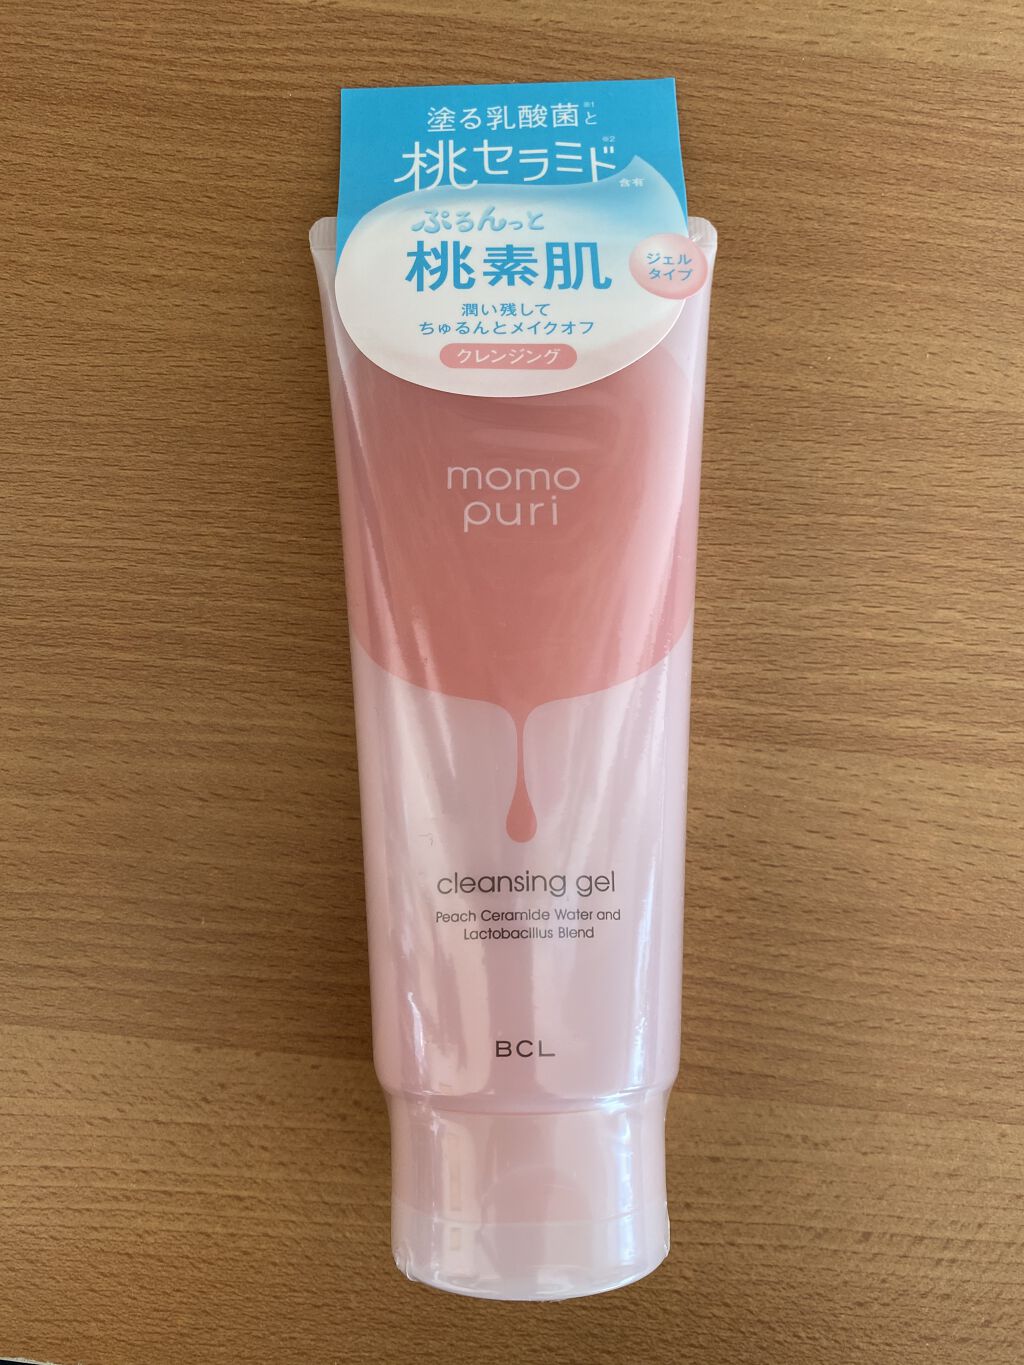 塗る乳酸菌※1と
桃セラミド※2
含有
ぷるんっと
桃素肌
ジェル
タイプ
潤い残して
ちゅるんとメイクオフ
クレンジング
momo
puri
cleansing gel
Peach Ceramide Water and
Lactobacillus Blend
BCL